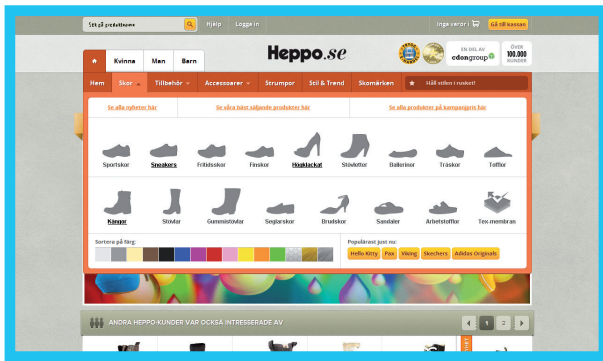 Sök på produktnamn
Hjälp
Logga in
Inga varor i
Gå till kassan
Kvinna
Man
Barn
Heppo.se
EN DEL AV
cdongroup
ÖVER
100.000
KUNDER
Hem
Skor
Tillbehör
Accessoarer
Strumpor
Stil & Trend
Skomärken
Håll stilen i rusket!
Se alla nyheter här
Se våra bäst säljande produkter här
Se alla produkter på kampanjpris här
Sportskor
Sneakers
Fritidsskor
Finskor
Högklackat
Stövletter
Ballerinor
Träskor
Tofflor
Kängor
Stövlar
Gummistövlar
Seglarskor
Brudskor
Sandaler
Arbetstofflor
Tex-membran
Sortera på färg:
Populärast just nu:
Hello Kitty
Pax
Viking
Skechers
Adidas Originals
ANDRA HEPPO-KUNDER VAR OCKSÅ INTRESSERADE AV
1
2